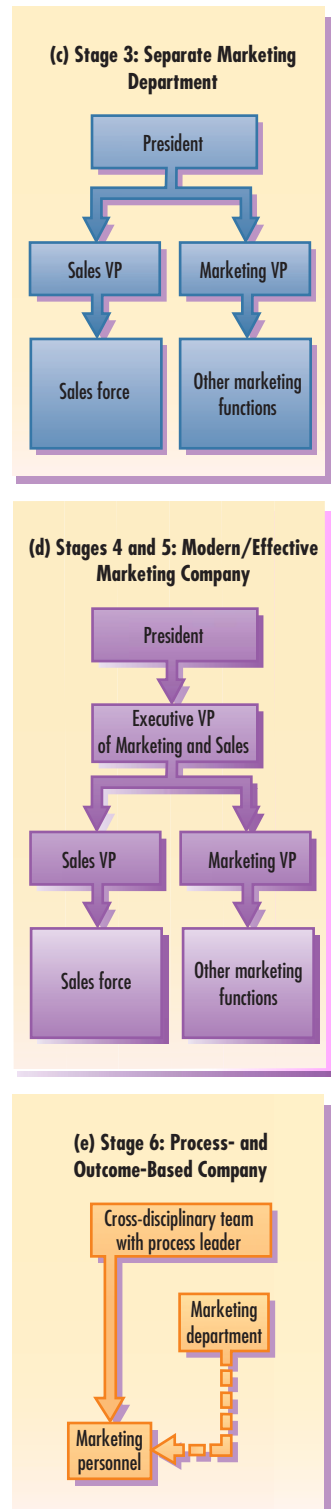 (c) Stage 3: Separate Marketing
Department
President
Sales VP
Marketing VP
Sales force
Other marketing
functions
(d) Stages 4 and 5: Modern/Effective
Marketing Company
President
Executive VP
of Marketing and Sales
Sales VP
Marketing VP
Sales force
Other marketing
functions
(e) Stage 6: Process- and
Outcome-Based Company
Cross-disciplinary team
with process leader
Marketing
department
Marketing
personnel